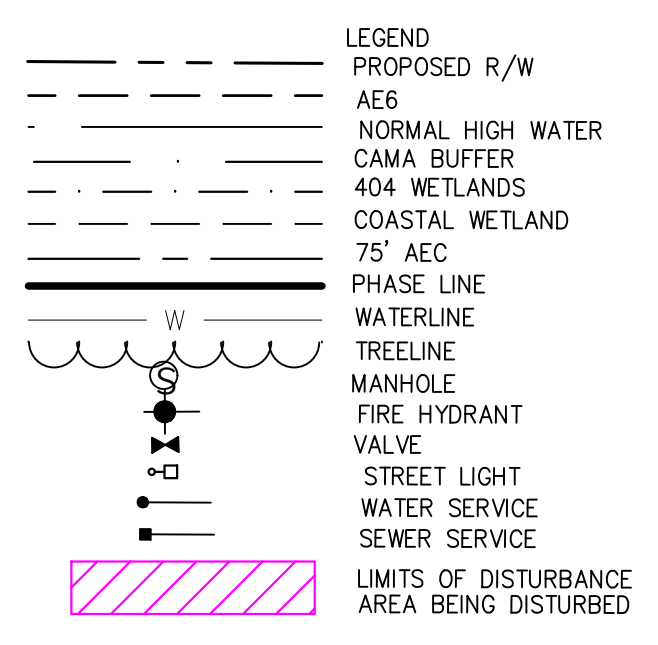 LEGEND
PROPOSED R/W
AE6
NORMAL HIGH WATER
CAMA BUFFER
404 WETLANDS
COASTAL WETLAND
75' AEC
PHASE LINE
W WATERLINE
TREELINE
S MANHOLE
FIRE HYDRANT
VALVE
STREET LIGHT
WATER SERVICE
SEWER SERVICE
LIMITS OF DISTURBANCE
AREA BEING DISTURBED